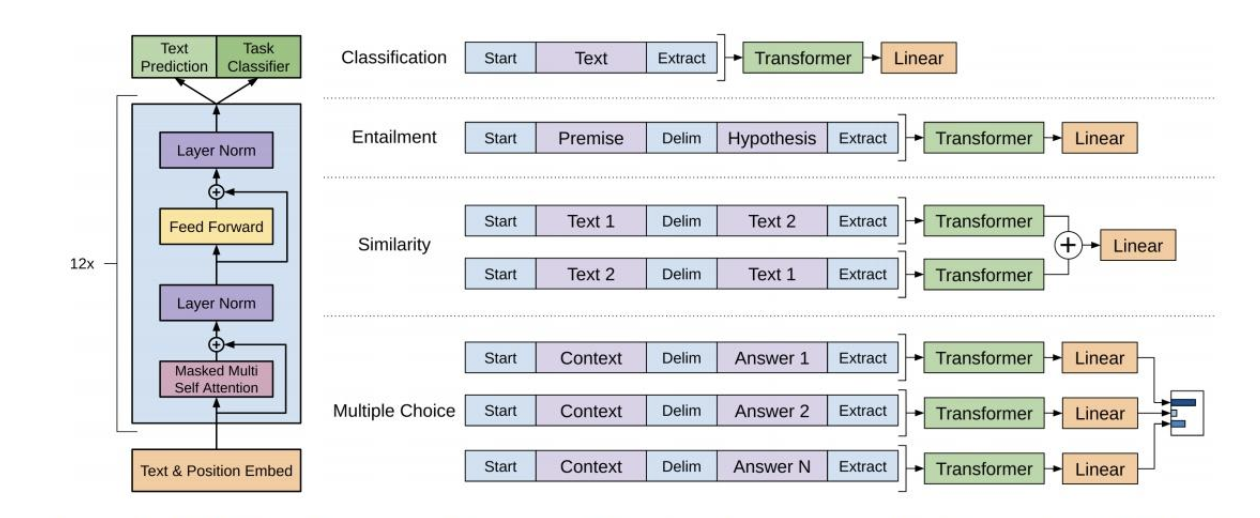 Text
Prediction
Task
Classifier
12x
Layer Norm
+
Feed Forward
Layer Norm
+
Masked Multi
Self Attention
Text & Position Embed
Classification
Start Text Extract Transformer Linear
Entailment
Start Premise Delim Hypothesis Extract Transformer Linear
Similarity
Start Text 1 Delim Text 2 Extract Transformer
+ Linear
Start Text 2 Delim Text 1 Extract Transformer
Multiple Choice
Start Context Delim Answer 1 Extract Transformer Linear
Start Context Delim Answer 2 Extract Transformer Linear
Start Context Delim Answer N Extract Transformer Linear